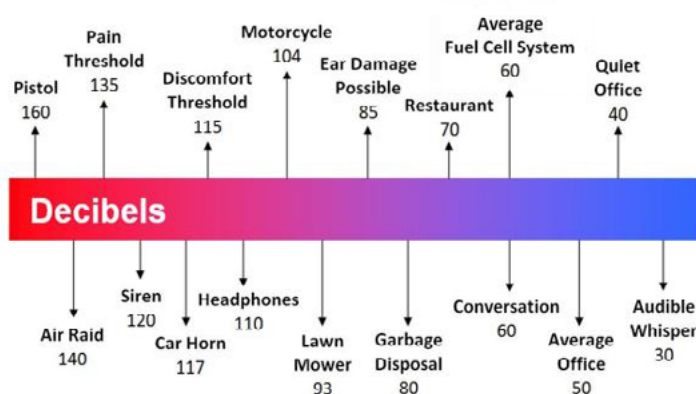 Pistol
160
Pain
Threshold
135
Discomfort
Threshold
115
Motorcycle
104
Ear Damage
Possible
85
Restaurant
70
Average
Fuel Cell System
60
Quiet
Office
40
Decibels
Air Raid
140
Siren
120
Car Horn
117
Headphones
110
Lawn
Mower
93
Garbage
Disposal
80
Conversation
60
Average
Office
50
Audible
Whisper
30